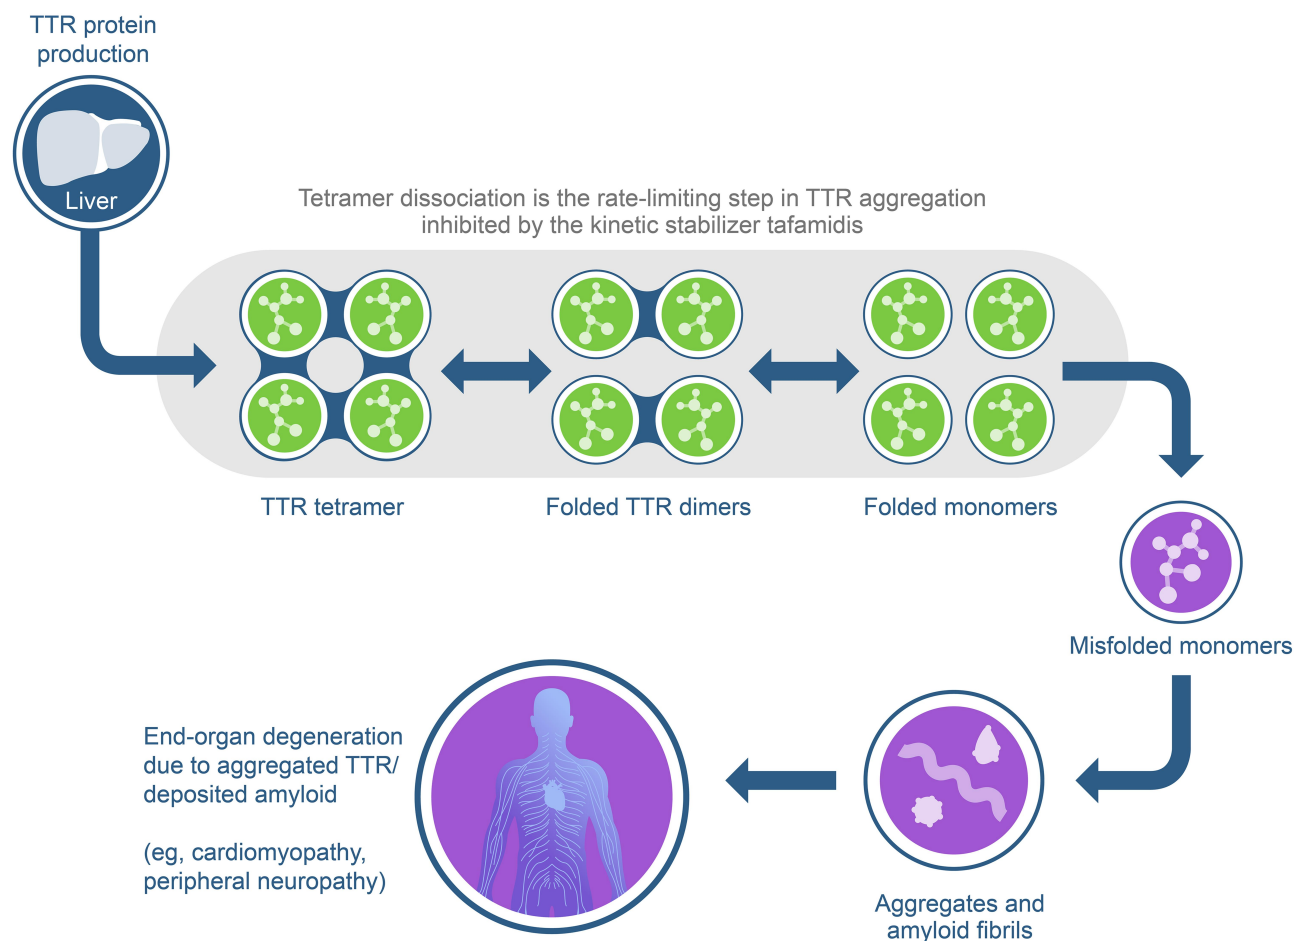 TTR protein
production
Liver
Tetramer dissociation is the rate-limiting step in TTR aggregation
inhibited by the kinetic stabilizer tafamidis
TTR tetramer
Folded TTR dimers
Folded monomers
Misfolded monomers
Aggregates and
amyloid fibrils
End-organ degeneration
due to aggregated TTR/
deposited amyloid
(eg, cardiomyopathy,
peripheral neuropathy)